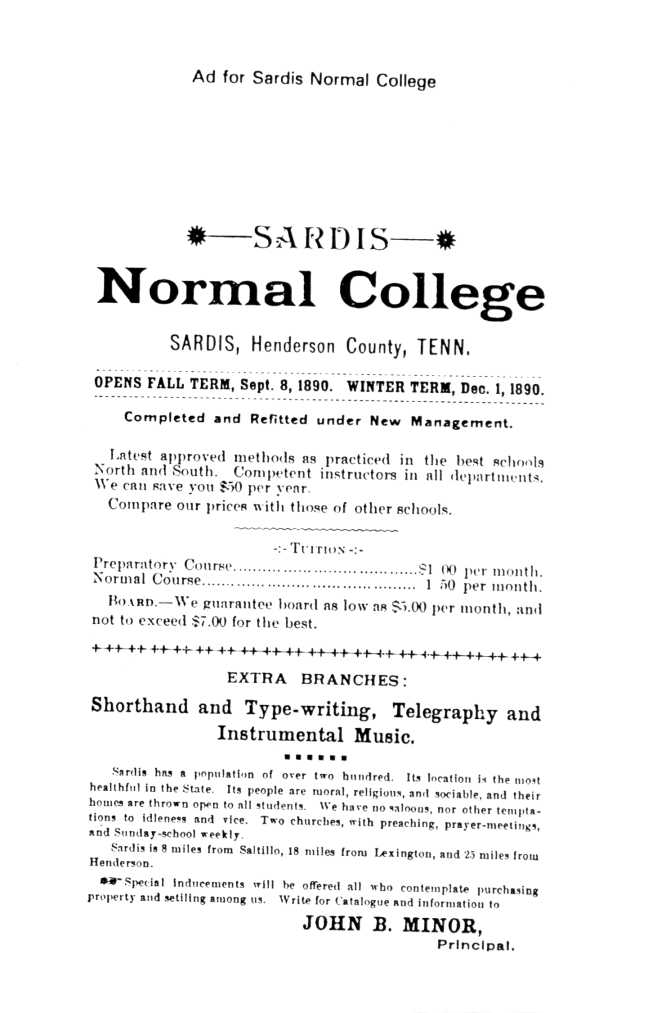 Ad for Sardis Normal College
SARDIS
Normal College
SARDIS, Henderson County, TENN.
OPENS FALL TERM, Sept. 8, 1890. WINTER TERM, Dec. 1, 1890.
Completed and Refitted under New Management.
Latest approved methods as practiced in the best schools
North and South. Competent instructors in all departments.
We can save you $50 per year.
Compare our prices with those of other schools.
-:- TUITION -:-
Preparatory Course......................................$1 00 per month.
Normal Course........................................... 1 50 per month.
BOARD.—We guarantee board as low as $5.00 per month, and
not to exceed $7.00 for the best.
EXTRA BRANCHES:
Shorthand and Type-writing, Telegraphy and
Instrumental Music.
Sardis has a population of over two hundred. Its location is the most
healthful in the State. Its people are moral, religious, and sociable, and their
homes are thrown open to all students. We have no saloons, nor other tempta-
tions to idleness and vice. Two churches, with preaching, prayer-meetings,
and Sunday-school weekly.
Sardis is 8 miles from Saltillo, 18 miles from Lexington, and 25 miles from
Henderson.
Special Inducements will be offered all who contemplate purchasing
property and setiling among us. Write for Catalogue and information to
JOHN B. MINOR,
Principal.